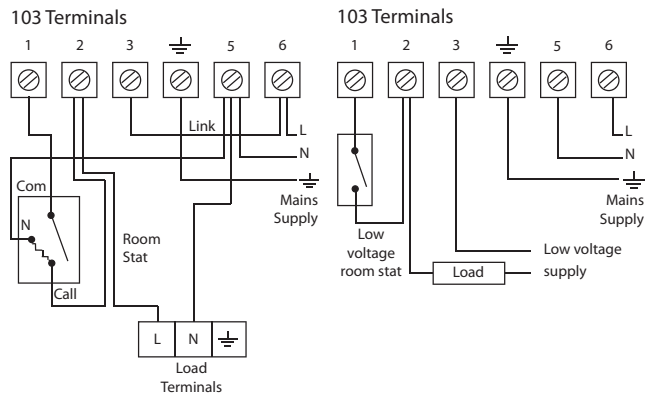 103 Terminals
1 2 3 5 6
Link
L
N
Com
N
Mains
Supply
Room
Stat
Call
L N
Load
Terminals
103 Terminals
1 2 3 5 6
L
N
Mains
Supply
Low
voltage
room stat
Low voltage
Load supply